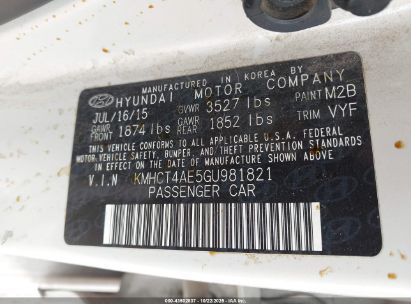 MANUFACTURED IN KOREA BY
HYUNDAI MOTOR COMPANY
JUL/16/15 GVWR 3527 lbs PAINT M2B
GAWR FRONT 1874 lbs GAWR REAR 1852 lbs TRIM VYF
THIS VEHICLE CONFORMS TO ALL APPLICABLE U.S.
FEDERAL MOTOR VEHICLE SAFETY, BUMPER, AND THEFT
PREVENTION STANDARDS IN EFFECT ON THE DATE OF
MANUFACTURE SHOWN ABOVE.
V.I.N KMHCT4AE5GU981821
PASSENGER CAR